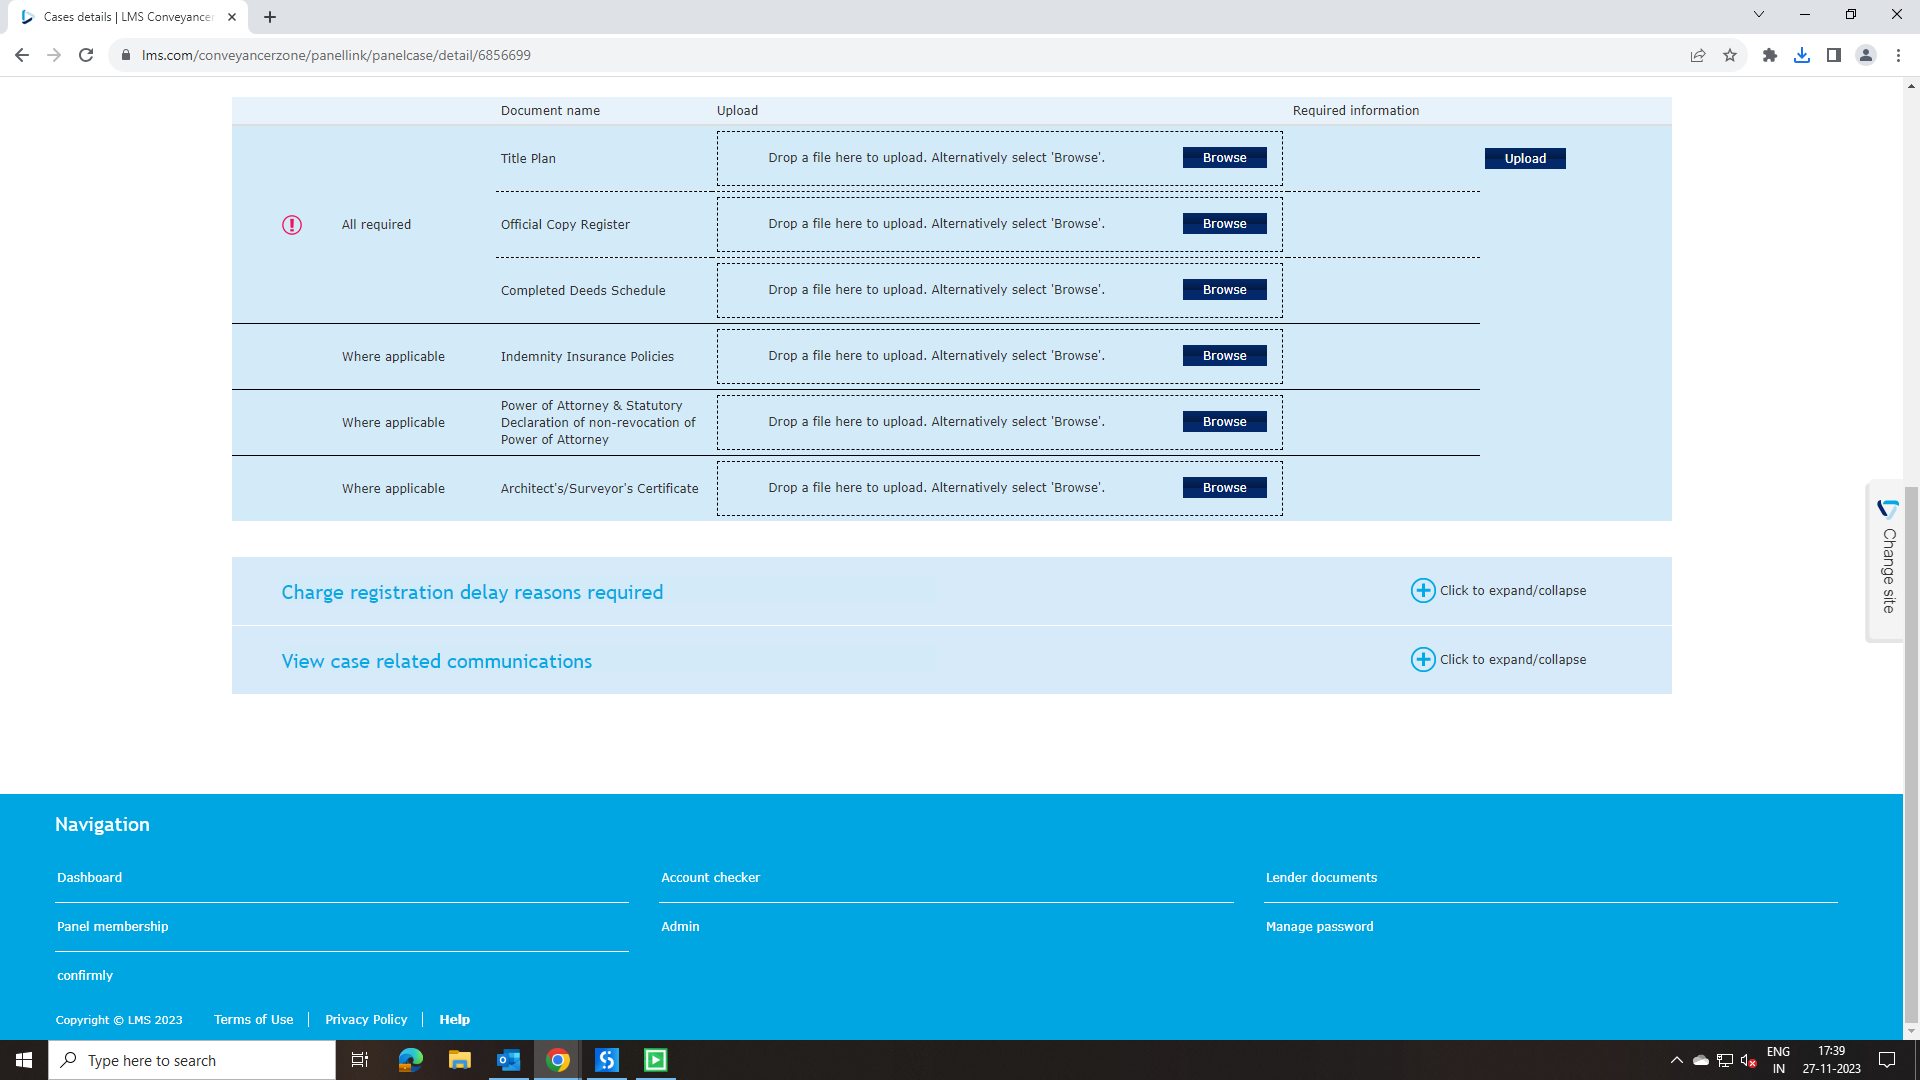 Cases details | LMS Conveyancer
lms.com/conveyancerzone/panellink/panelcase/detail/6856699
Document name Upload Required information
Title Plan Drop a file here to upload. Alternatively select 'Browse'. Browse Upload
All required Official Copy Register Drop a file here to upload. Alternatively select 'Browse'. Browse
Completed Deeds Schedule Drop a file here to upload. Alternatively select 'Browse'. Browse
Where applicable Indemnity Insurance Policies Drop a file here to upload. Alternatively select 'Browse'. Browse
Power of Attorney & Statutory
Where applicable Declaration of non-revocation of Drop a file here to upload. Alternatively select 'Browse'. Browse
Power of Attorney
Where applicable Architect's/Surveyor's Certificate Drop a file here to upload. Alternatively select 'Browse'. Browse
Change site
Charge registration delay reasons required Click to expand/collapse
View case related communications Click to expand/collapse
Navigation
Dashboard Account checker Lender documents
Panel membership Admin Manage password
confirmly
Copyright © LMS 2023 Terms of Use Privacy Policy Help
Type here to search
ENG 17:39
IN 27-11-2023